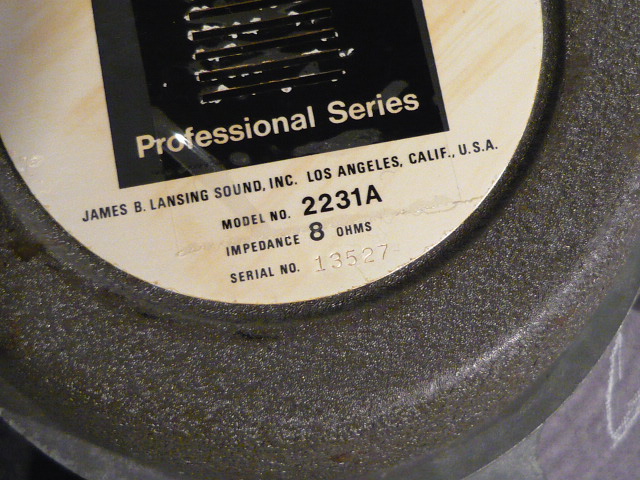 Professional Series
JAMES B. LANSING SOUND, INC. LOS ANGELES, CALIF., U.S.A.
MODEL NO. 2231A
IMPEDANCE 8 OHMS
SERIAL NO. 13527